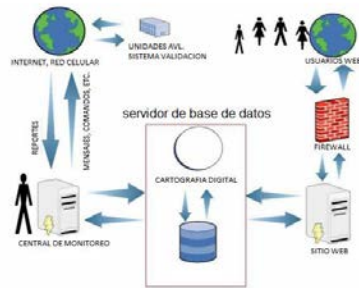 INTERNET, RED CELULAR
UNIDADES AVL.
SISTEMA VALIDACION
USUARIOS WEB
REPORTES
MENSAJES, COMANDOS, ETC.
servidor de base de datos
FIREWALL
CARTOGRAFIA DIGITAL
CENTRAL DE MONITOREO
SITIO WEB